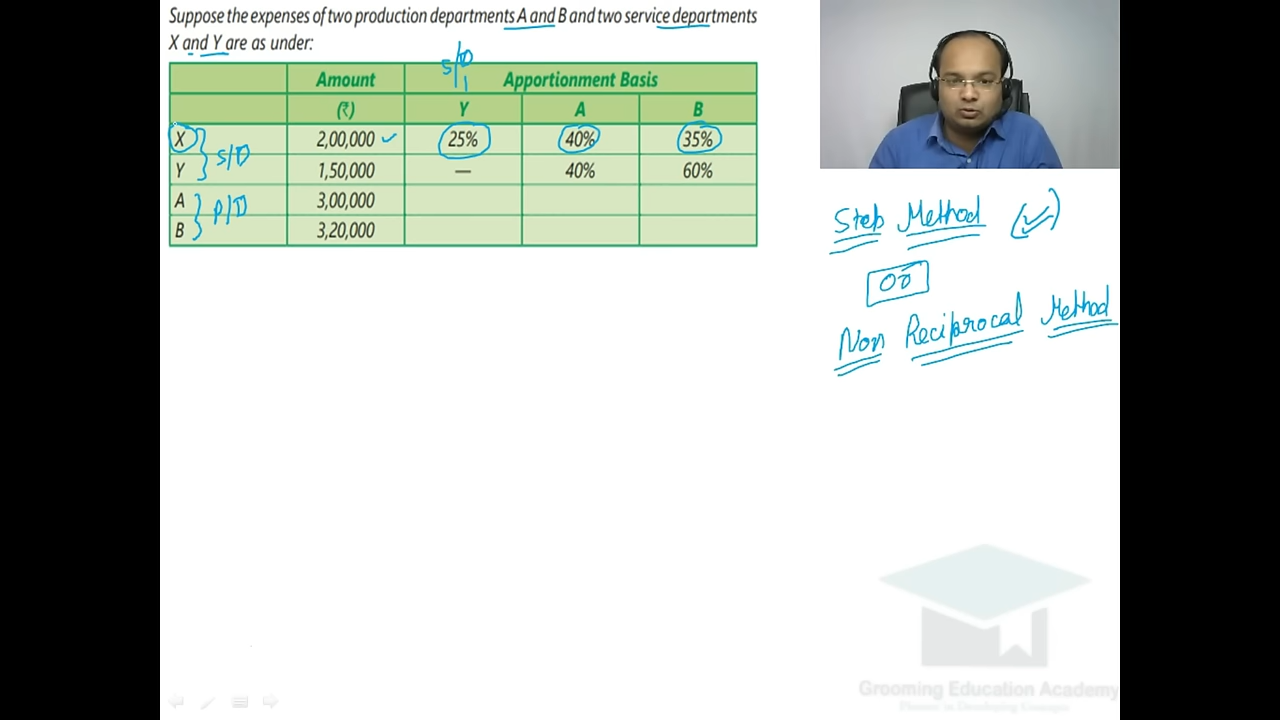 Suppose the expenses of two production departments A and B and two service departments
X and Y are as under:
S/D
Amount Apportionment Basis
(₹) Y A B
X 2,00,000 25% 40% 35%
S/D
Y 1,50,000 — 40% 60%
A 3,00,000
P/D
B 3,20,000
Step Method
Or
Non Reciprocal Method
Grooming Education Academy